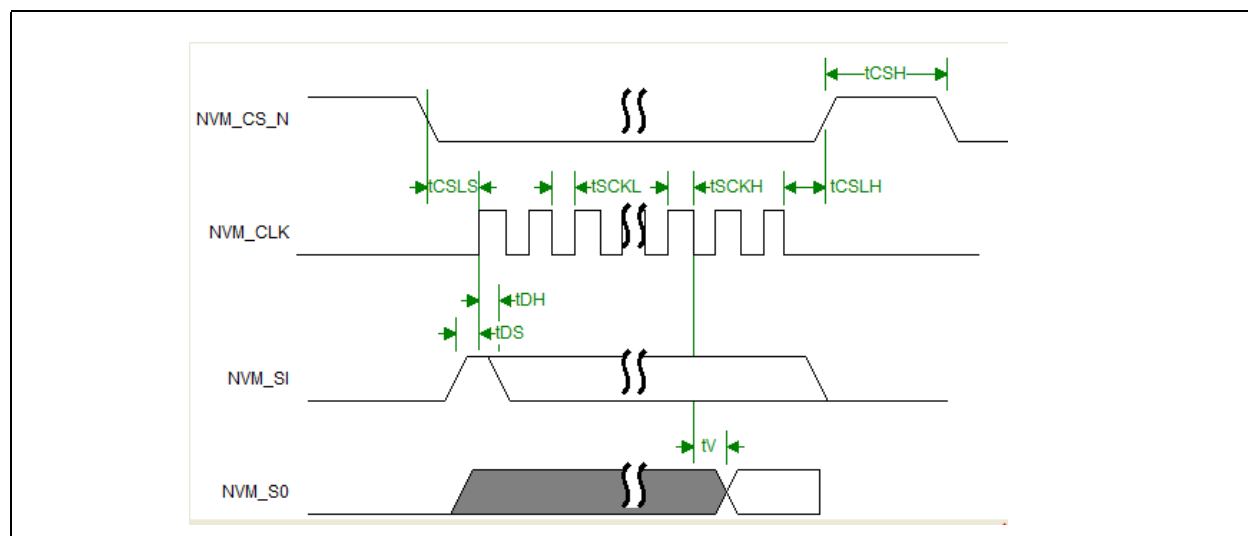 tCSH
NVM_CS_N
tCSLS
tSCKL
tSCKH
tCSLH
NVM_CLK
tDH
tDS
NVM_SI
tV
NVM_S0